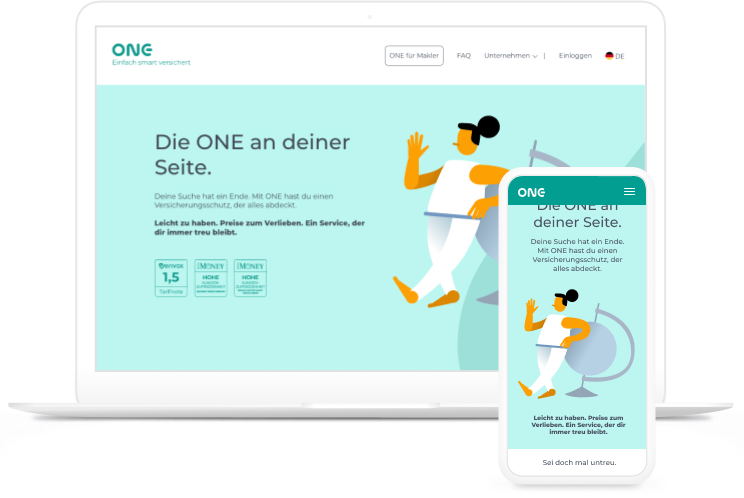 ONE
Einfach smart versichert
ONE für Makler
FAQ
Unternehmen
|
Einloggen
DE
Die ONE an deiner
Seite.
Deine Suche hat ein Ende. Mit ONE hast du einen
Versicherungsschutz, der alles abdeckt.
Leicht zu haben. Preise zum Verlieben. Ein Service, der
dir immer treu bleibt.
1,5
Tarifnote
MONEY
HOHE
MONEY
HOHE
ONE
Die ONE an
deiner Seite.
Deine Suche hat ein Ende.
Mit ONE hast du einen
Versicherungsschutz, der
alles abdeckt.
Leicht zu haben. Preise zum
Verlieben. Ein Service, der dir
immer treu bleibt.
Sei doch mal untreu.